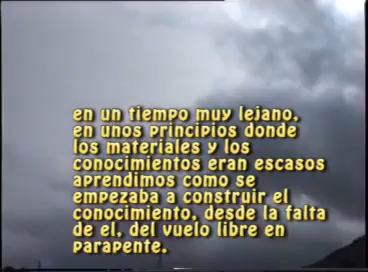 en un tiempo muy lejano,
en unos principios donde
los materiales y los
conocimientos eran escasos
aprendimos como se
empezaba a construir el
conocimiento, desde la falta
de el, del vuelo libre en
parapente.